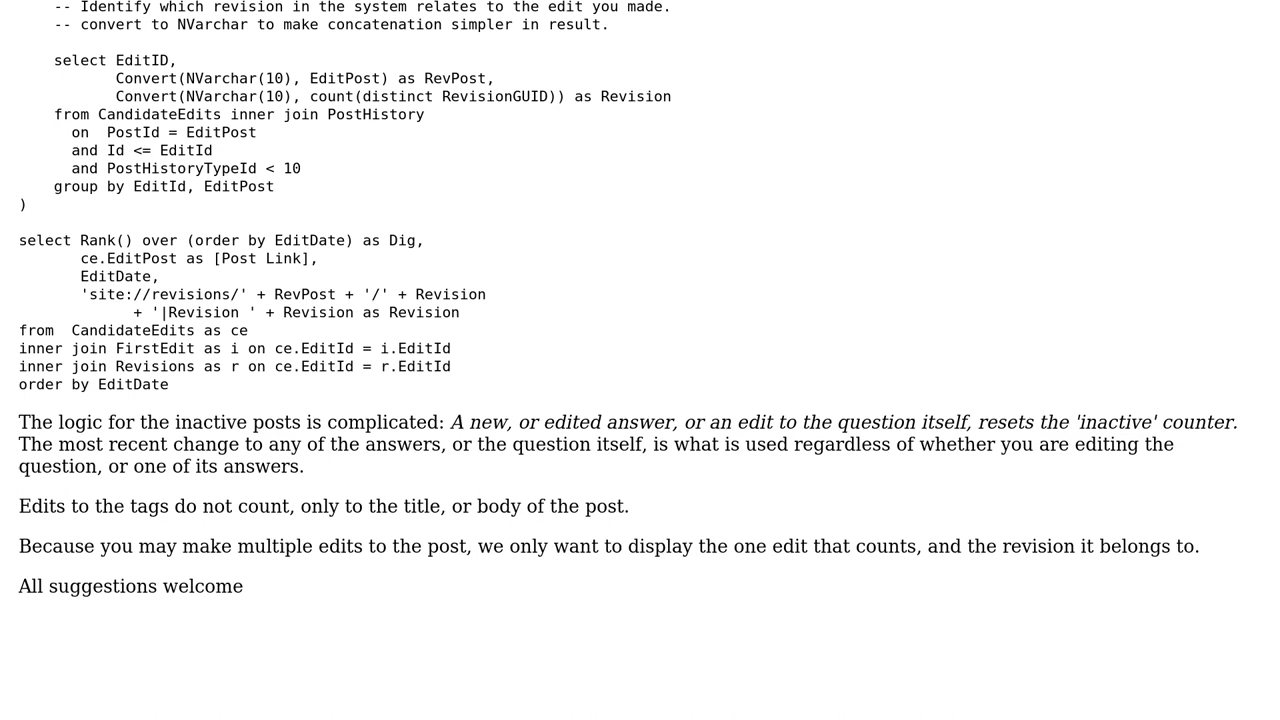 -- Identify which revision in the system relates to the edit you made.
-- convert to NVarchar to make concatenation simpler in result.
select EditID,
Convert(NVarchar(10), EditPost) as RevPost,
Convert(NVarchar(10), count(distinct RevisionGUID)) as Revision
from CandidateEdits inner join PostHistory
on  PostId = EditPost
and Id <= EditId
and PostHistoryTypeId < 10
group by EditId, EditPost
)
select Rank() over (order by EditDate) as Dig,
ce.EditPost as [Post Link],
EditDate,
'site://revisions/' + RevPost + '/' + Revision
+ '|Revision ' + Revision as Revision
from  CandidateEdits as ce
inner join FirstEdit as i on ce.EditId = i.EditId
inner join Revisions as r on ce.EditId = r.EditId
order by EditDate
The logic for the inactive posts is complicated: A new, or edited answer, or an edit to the question itself, resets the 'inactive' counter.
The most recent change to any of the answers, or the question itself, is what is used regardless of whether you are editing the
question, or one of its answers.
Edits to the tags do not count, only to the title, or body of the post.
Because you may make multiple edits to the post, we only want to display the one edit that counts, and the revision it belongs to.
All suggestions welcome